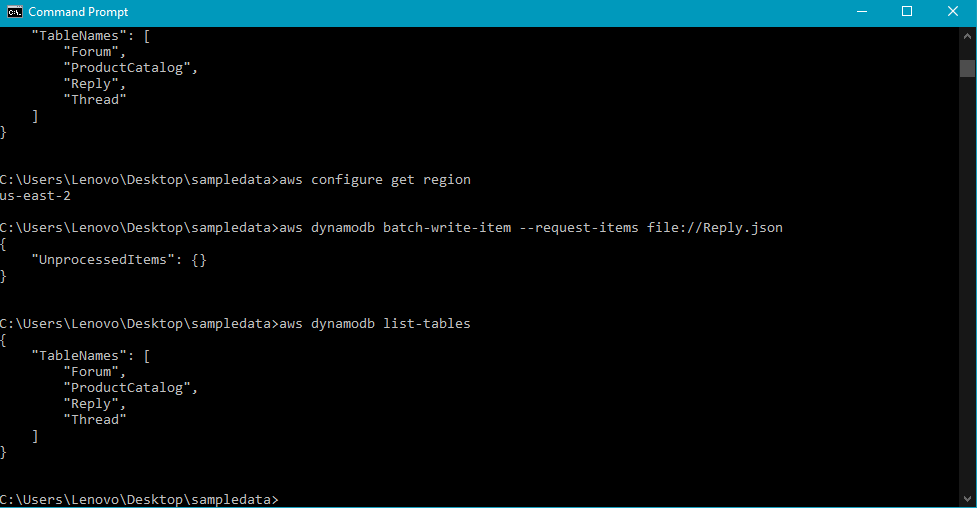 Command Prompt
"TableNames": [
"Forum",
"ProductCatalog",
"Reply",
"Thread"
]
}
C:\Users\Lenovo\Desktop\sampledata>aws configure get region
us-east-2
C:\Users\Lenovo\Desktop\sampledata>aws dynamodb batch-write-item --request-items file://Reply.json
{
"UnprocessedItems": {}
}
C:\Users\Lenovo\Desktop\sampledata>aws dynamodb list-tables
{
"TableNames": [
"Forum",
"ProductCatalog",
"Reply",
"Thread"
]
}
C:\Users\Lenovo\Desktop\sampledata>